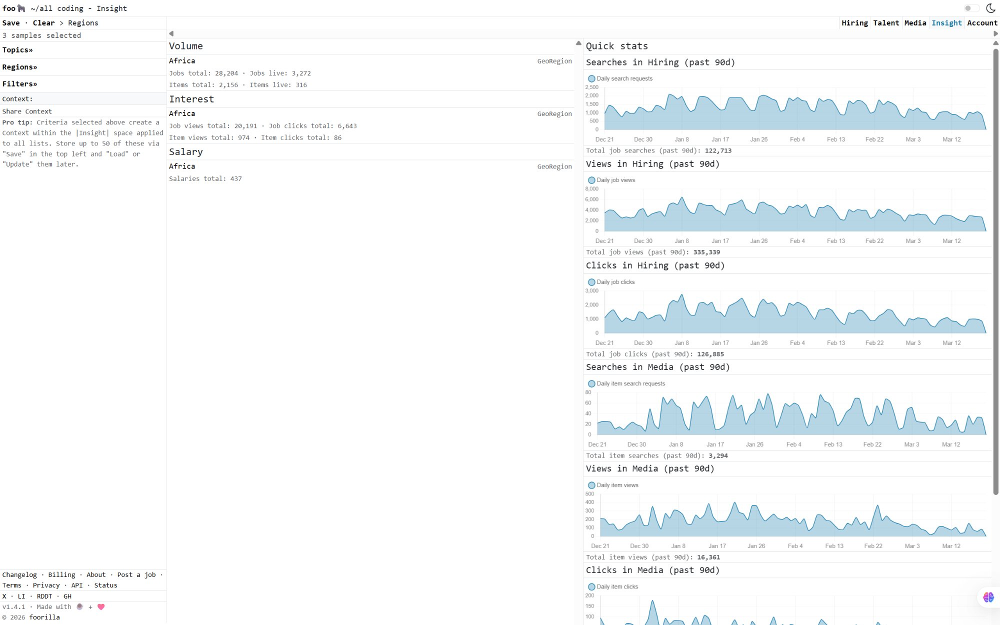 foo ~/all coding - Insight
Save · Clear > Regions
Hiring Talent Media Insight Account
3 samples selected
Topics»
Regions»
Filters»
Context:
Share Context
Pro tip: Criteria selected above create a
Context within the |Insight| space applied
to all lists. Store up to 50 of these via
"Save" in the top left and "Load" or
"Update" them later.
Changelog · Billing · About · Post a job ·
Terms · Privacy · API · Status
X · LI · RDDT · GH
v1.4.1 · Made with + 
© 2026 foorilla
Volume
Africa GeoRegion
Jobs total: 28,204 · Jobs live: 3,272
Items total: 2,156 · Items live: 316
Interest
Africa GeoRegion
Job views total: 20,191 · Job clicks total: 6,643
Item views total: 974 · Item clicks total: 86
Salary
Africa GeoRegion
Salaries total: 437
Quick stats
Searches in Hiring (past 90d)
Daily search requests
2,500
2,000
1,500
1,000
500
0
Dec 21 Dec 30 Jan 8 Jan 17 Jan 26 Feb 4 Feb 13 Feb 22 Mar 3 Mar 12
Total job searches (past 90d): 122,713
Views in Hiring (past 90d)
Daily job views
8,000
6,000
4,000
2,000
0
Dec 21 Dec 30 Jan 8 Jan 17 Jan 26 Feb 4 Feb 13 Feb 22 Mar 3 Mar 12
Total job views (past 90d): 335,339
Clicks in Hiring (past 90d)
Daily job clicks
3,000
2,000
1,000
0
Dec 21 Dec 30 Jan 8 Jan 17 Jan 26 Feb 4 Feb 13 Feb 22 Mar 3 Mar 12
Total job clicks (past 90d): 126,885
Searches in Media (past 90d)
Daily item search requests
80
60
40
20
0
Dec 21 Dec 30 Jan 8 Jan 17 Jan 26 Feb 4 Feb 13 Feb 22 Mar 3 Mar 12
Total item searches (past 90d): 3,294
Views in Media (past 90d)
Daily item views
500
400
300
200
100
0
Dec 21 Dec 30 Jan 8 Jan 17 Jan 26 Feb 4 Feb 13 Feb 22 Mar 3 Mar 12
Total item views (past 90d): 16,361
Clicks in Media (past 90d)
Daily item clicks
200
150
100